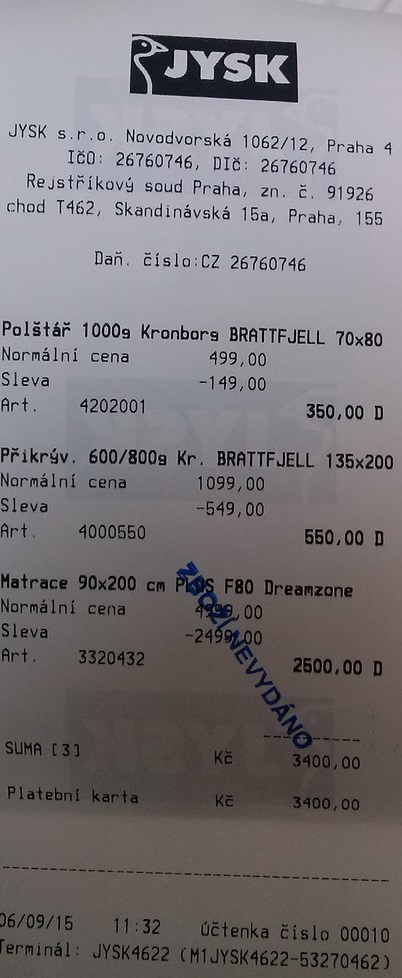 JYSK
JYSK s.r.o. Novodvorská 1062/12, Praha 4
IčO: 26760746, DIč: 26760746
Rejstříkový soud Praha, zn. č. 91926
chod T462, Skandinávská 15a, Praha, 155
Daň. číslo:CZ 26760746
Polštář 1000g Kronborg BRATTFJELL 70x80
Normální cena 499,00
Sleva -149,00
Art. 4202001 350,00 D
Přikrýv. 600/800g Kr. BRATTFJELL 135x200
Normální cena 1099,00
Sleva -549,00
Art. 4000550 550,00 D
Matrace 90x200 cm PLUS F80 Dreamzone
Normální cena 4999,00
Sleva -2499,00
Art. 3320432 2500,00 D
ZBOŽÍ NEVYDÁNO
SUMA [3] Kč 3400,00
Platební karta Kč 3400,00
06/09/15 11:32 účtenka číslo 00010
Terminál: JYSK4622 (M1JYSK4622-53270462)